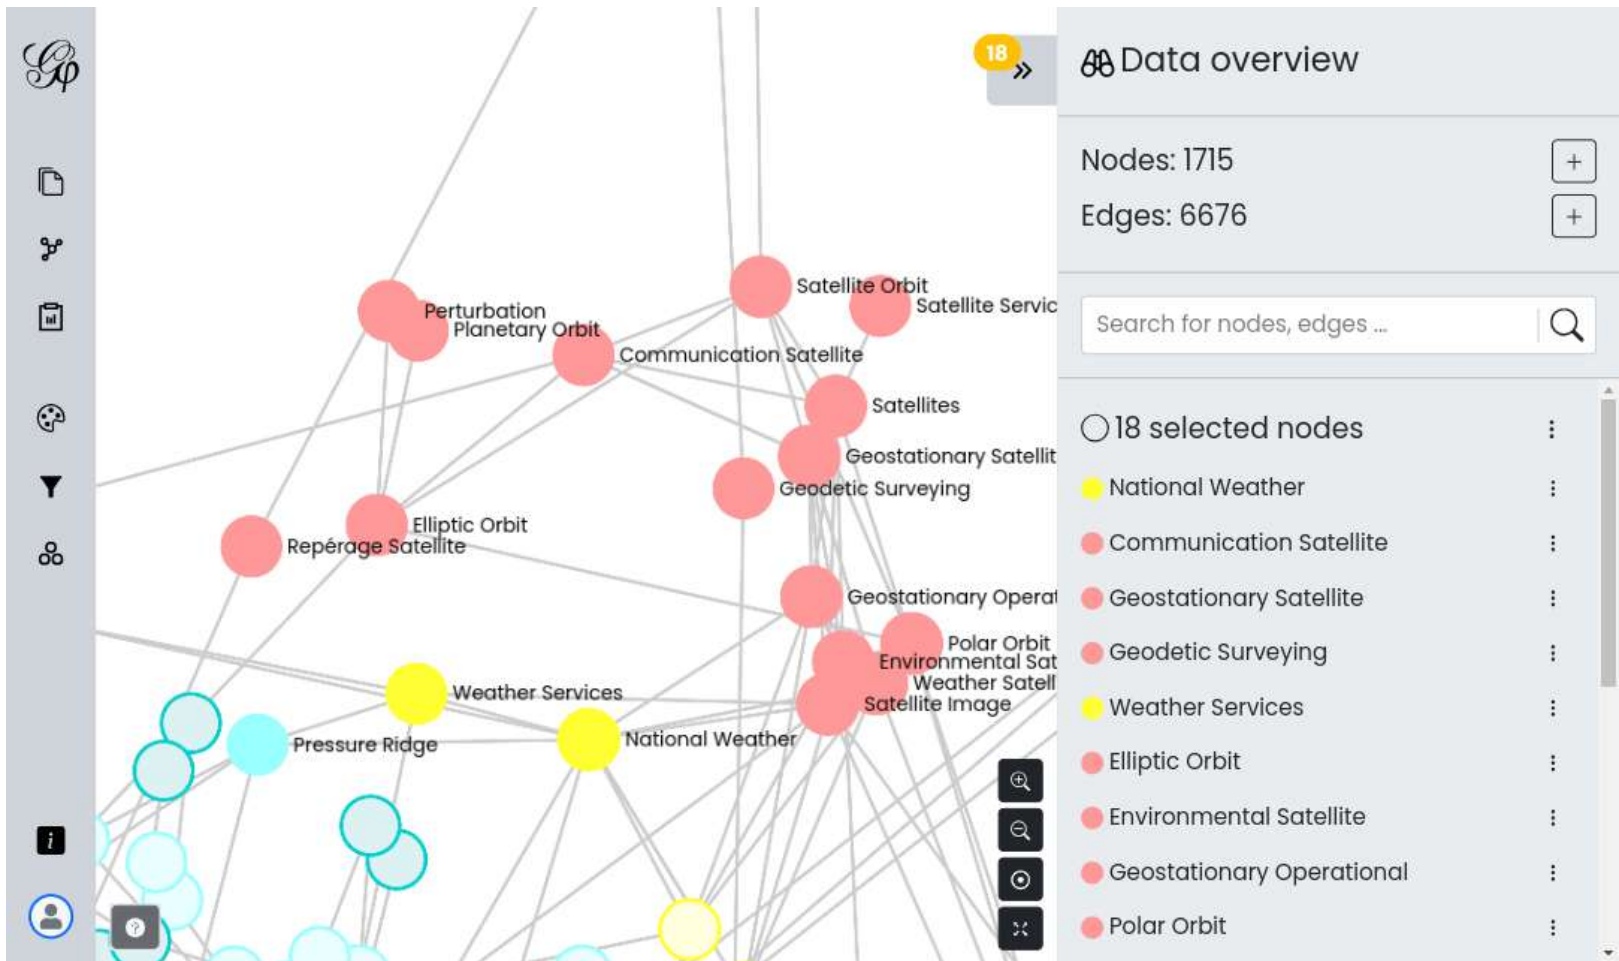 Gφ
18
»
Data overview
Nodes: 1715
+
Edges: 6676
+
Search for nodes, edges ...
18 selected nodes
National Weather
Communication Satellite
Geostationary Satellite
Geodetic Surveying
Weather Services
Elliptic Orbit
Environmental Satellite
Geostationary Operational
Polar Orbit
Satellite Orbit
Satellite Servic
Perturbation
Planetary Orbit
Communication Satellite
Satellites
Geostationary Satellit
Geodetic Surveying
Elliptic Orbit
Repérage Satellite
Geostationary Operat
Polar Orbit
Environmental Sat
Weather Satell
Satellite Image
Weather Services
National Weather
Pressure Ridge
i
?